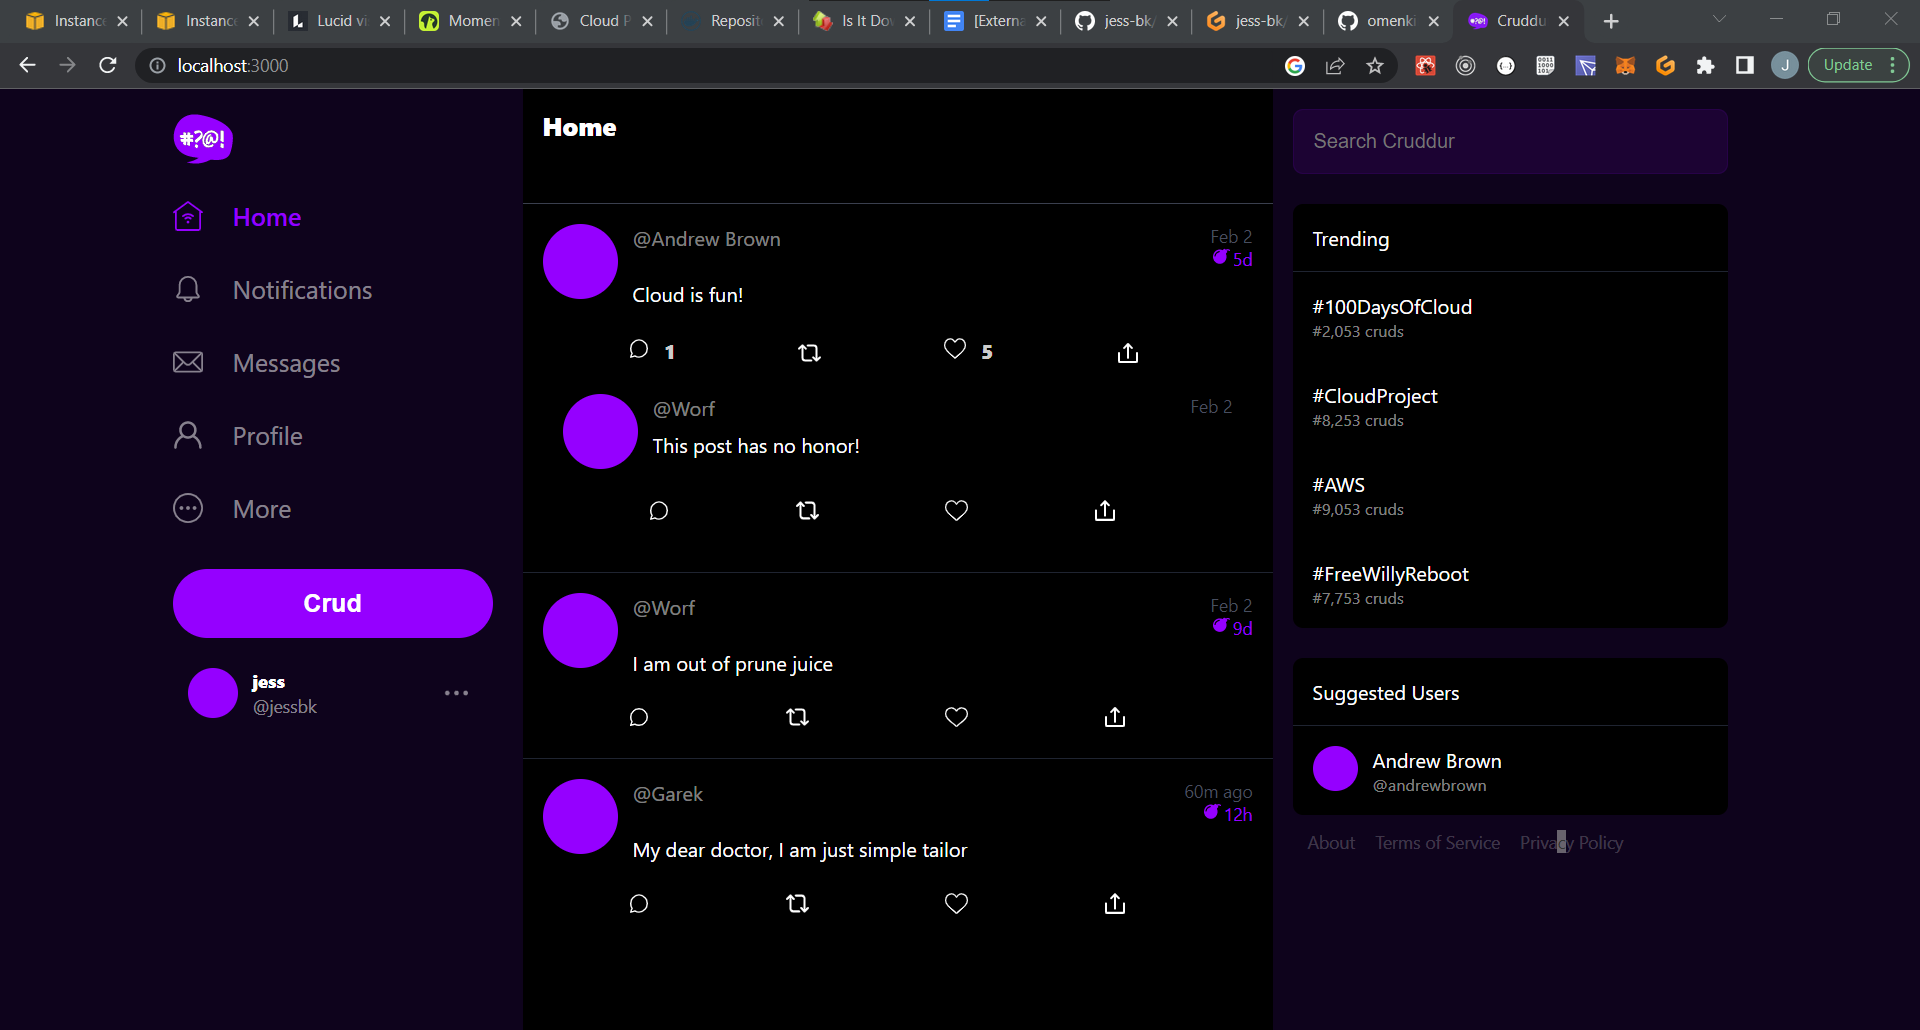 Instance
Instance
Lucid vi
Momen
Cloud P
Reposit
Is It Do
[Externa
jess-bk/
jess-bk/
omenki
Cruddu
localhost:3000
J
Update
#?@!
Home
Notifications
Messages
Profile
More
Crud
jess
@jessbk
Home
@Andrew Brown
Feb 2
5d
Cloud is fun!
1
5
@Worf
Feb 2
This post has no honor!
@Worf
Feb 2
9d
I am out of prune juice
@Garek
60m ago
12h
My dear doctor, I am just simple tailor
Search Cruddur
Trending
#100DaysOfCloud
#2,053 cruds
#CloudProject
#8,253 cruds
#AWS
#9,053 cruds
#FreeWillyReboot
#7,753 cruds
Suggested Users
Andrew Brown
@andrewbrown
About Terms of Service Privacy Policy